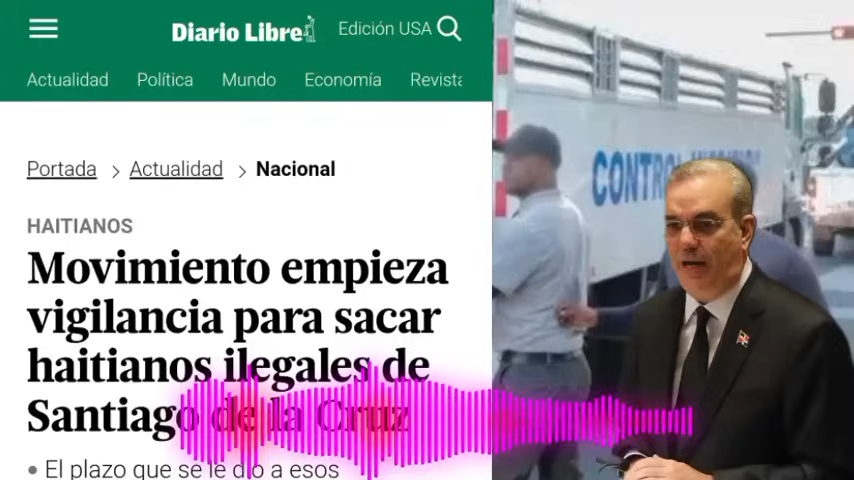 Diario Libre
Edición USA
Actualidad Política Mundo Economía Revista
Portada > Actualidad > Nacional
HAITIANOS
Movimiento empieza
vigilancia para sacar
haitianos ilegales de
Santiago de la Cruz
• El plazo que se le dio a esos
CONTROL